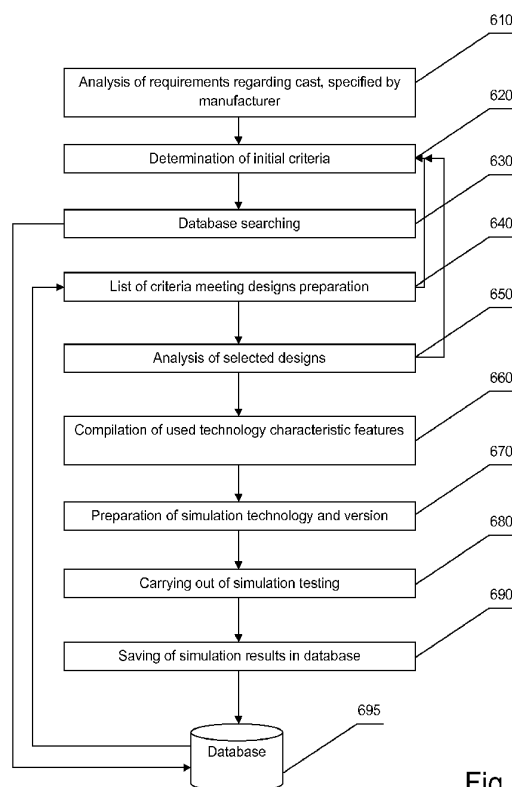 610
Analysis of requirements regarding cast, specified by
manufacturer
620
Determination of initial criteria
630
Database searching
640
List of criteria meeting designs preparation
650
Analysis of selected designs
660
Compilation of used technology characteristic features
670
Preparation of simulation technology and version
680
Carrying out of simulation testing
690
Saving of simulation results in database
695
Database
Fig